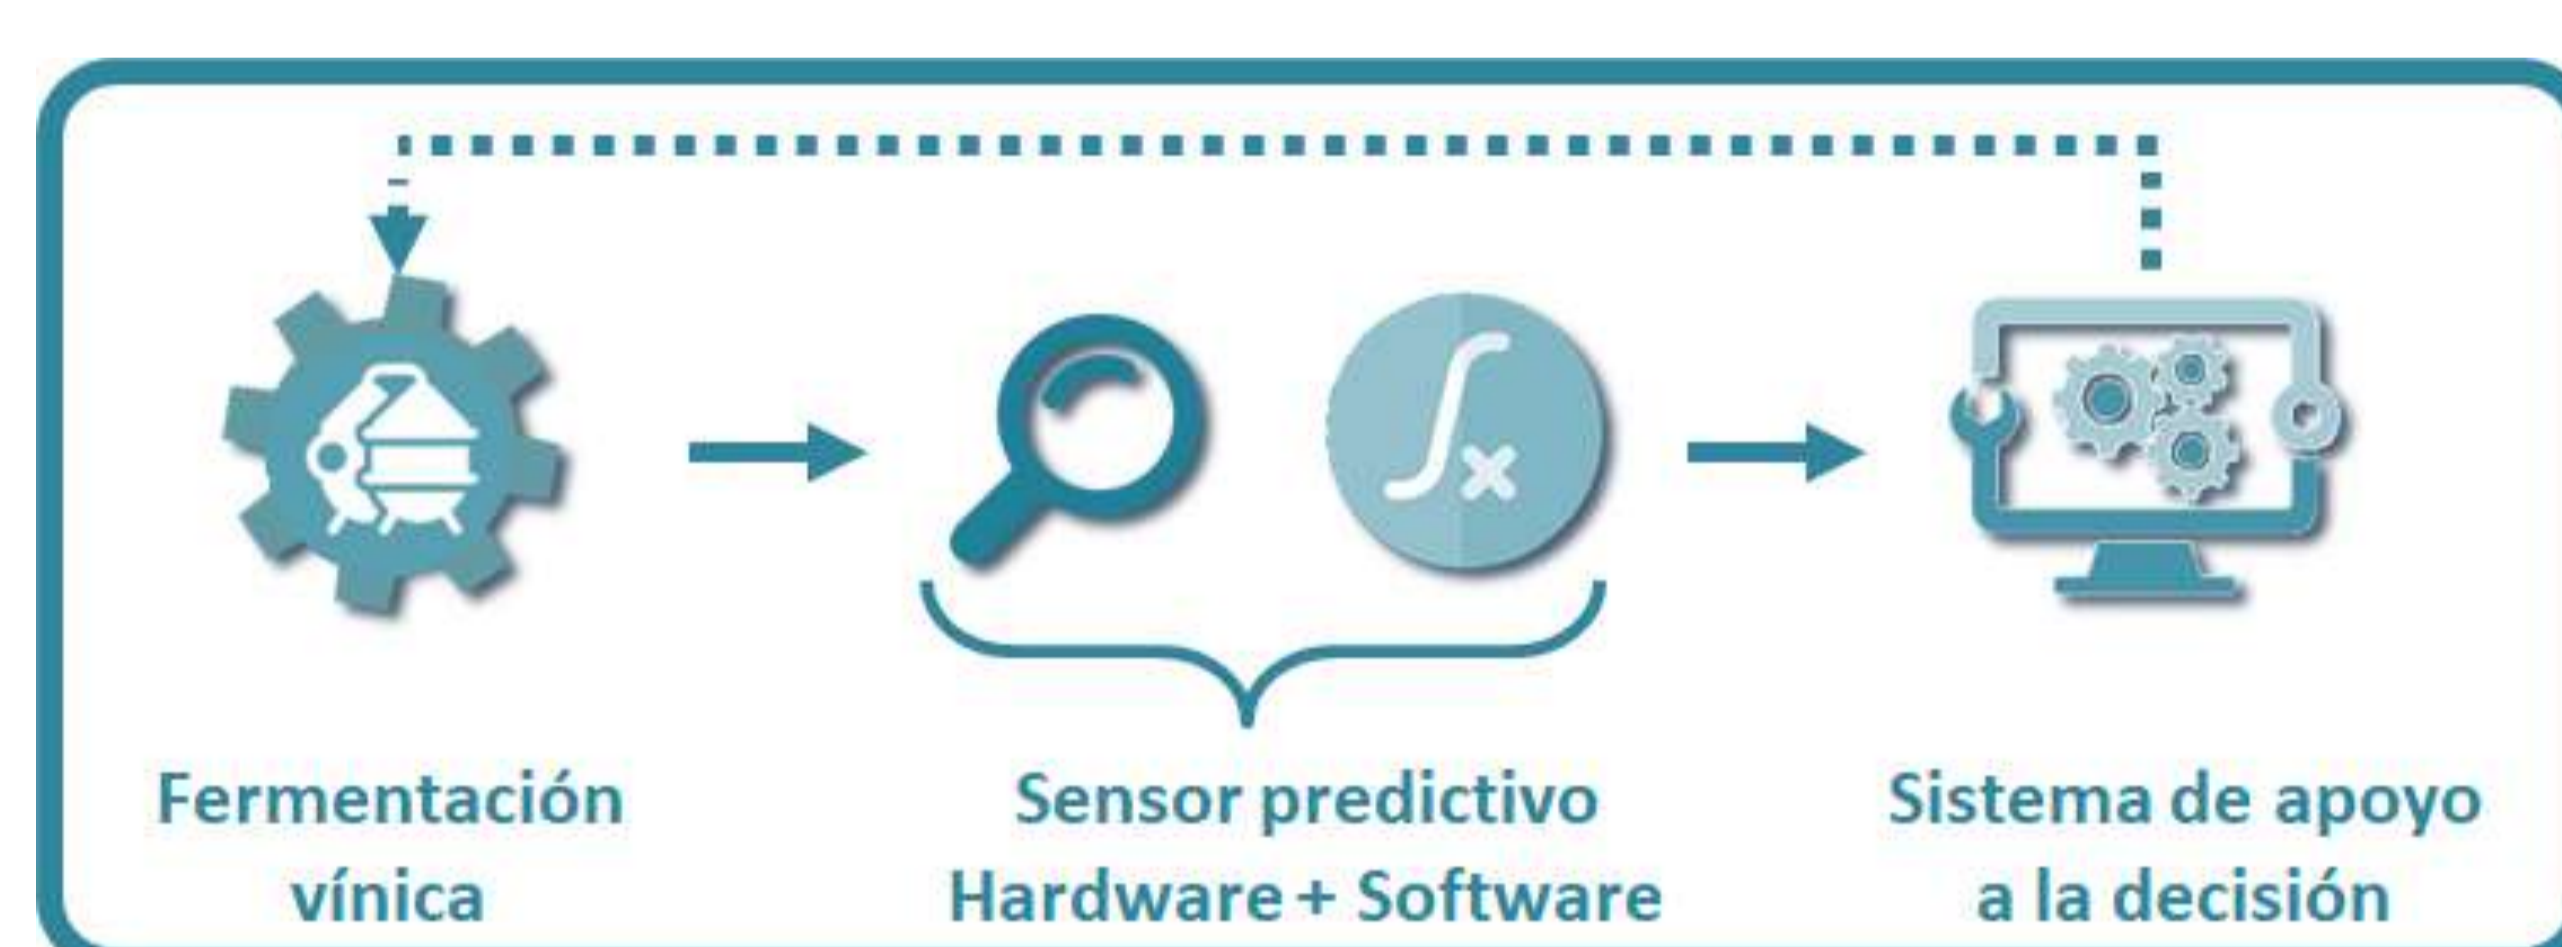 Fermentación
vínica
Sensor predictivo
Hardware + Software
Sistema de apoyo
a la decisión